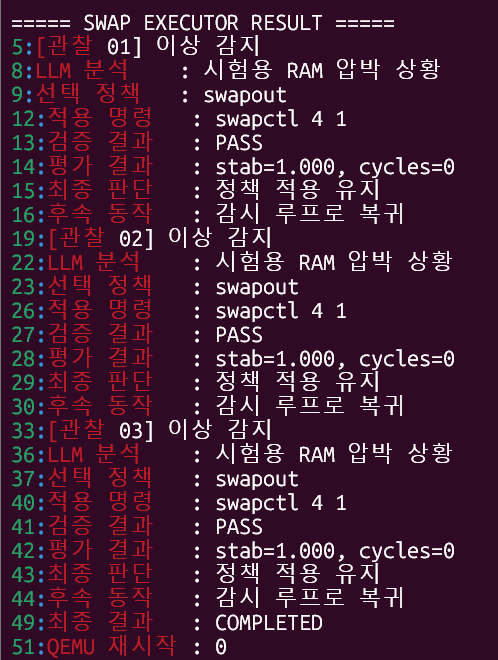 ===== SWAP EXECUTOR RESULT =====
5:[관찰 01] 이상 감지
8:LLM 분석    : 시험용 RAM 압박 상황
9:선택 정책   : swapout
12:적용 명령   : swapctl 4 1
13:검증 결과   : PASS
14:평가 결과   : stab=1.000, cycles=0
15:최종 판단   : 정책 적용 유지
16:후속 동작   : 감시 루프로 복귀
19:[관찰 02] 이상 감지
22:LLM 분석    : 시험용 RAM 압박 상황
23:선택 정책   : swapout
26:적용 명령   : swapctl 4 1
27:검증 결과   : PASS
28:평가 결과   : stab=1.000, cycles=0
29:최종 판단   : 정책 적용 유지
30:후속 동작   : 감시 루프로 복귀
33:[관찰 03] 이상 감지
36:LLM 분석    : 시험용 RAM 압박 상황
37:선택 정책   : swapout
40:적용 명령   : swapctl 4 1
41:검증 결과   : PASS
42:평가 결과   : stab=1.000, cycles=0
43:최종 판단   : 정책 적용 유지
44:후속 동작   : 감시 루프로 복귀
49:최종 결과   : COMPLETED
51:QEMU 재시작 : 0